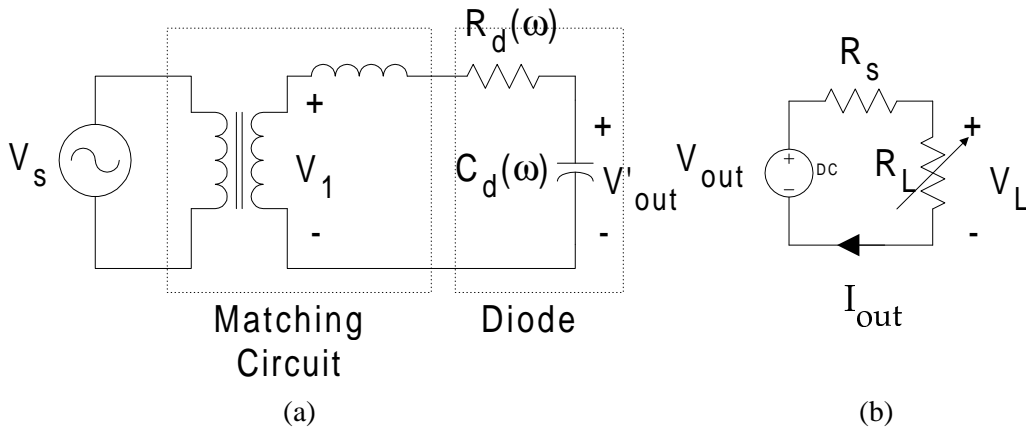 R_d(ω)
R_s
+
+
+
V_s
V_1
C_d(ω)
V'_out
V_out
+
−
DC
R_L
V_L
-
-
-
I_out
Matching
Circuit
Diode
(a)
(b)